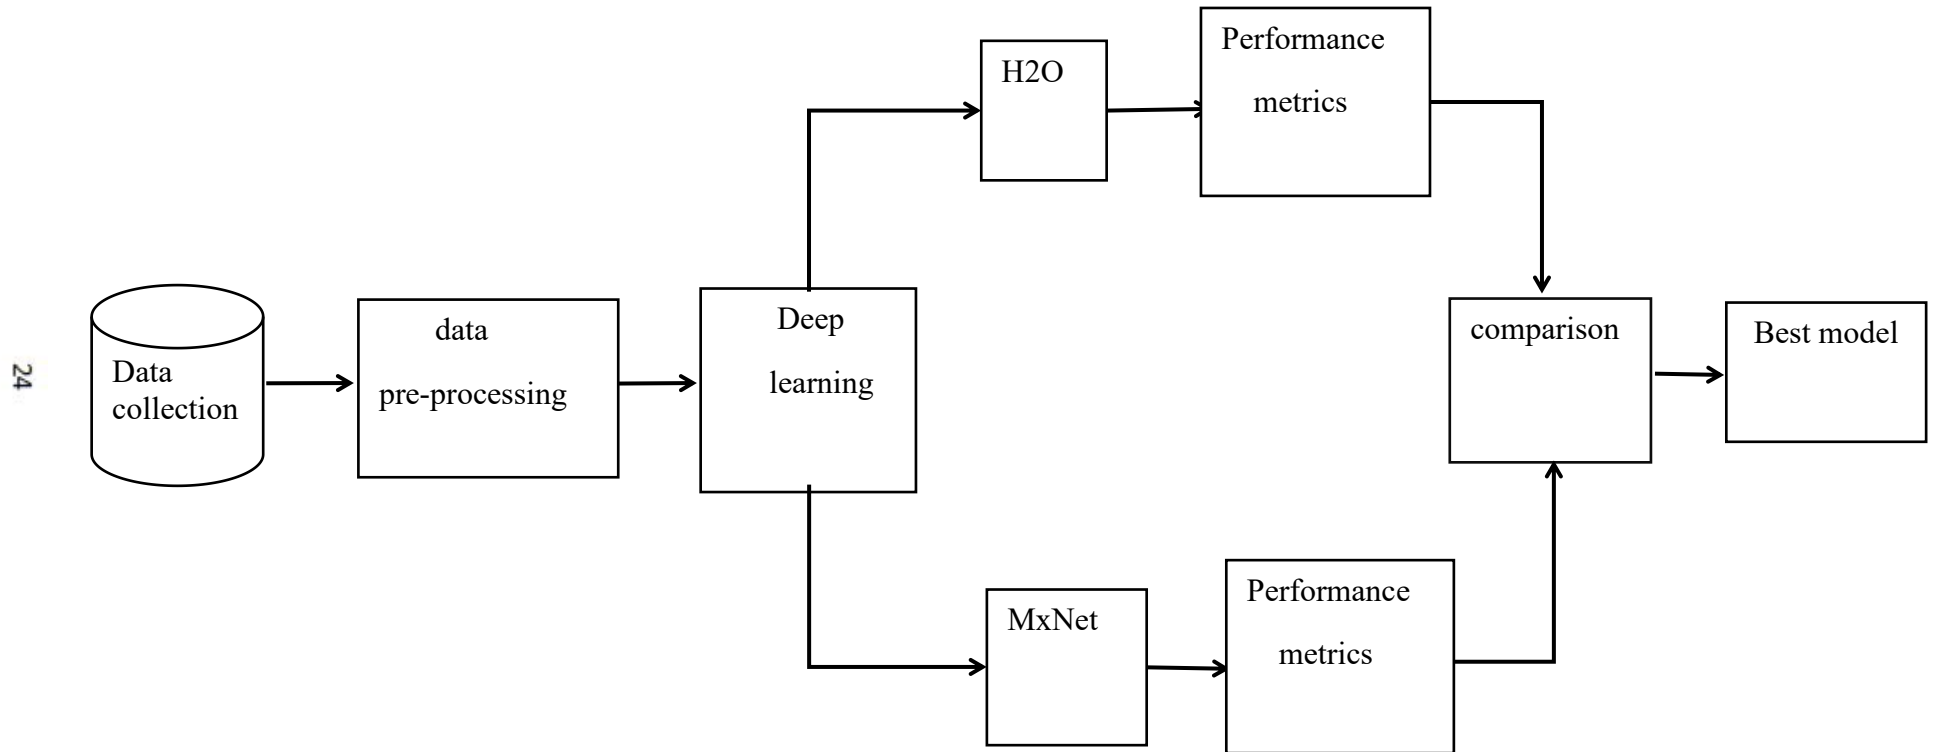 24
Data
collection
data
pre-processing
Deep
learning
H2O
Performance
metrics
MxNet
Performance
metrics
comparison
Best model